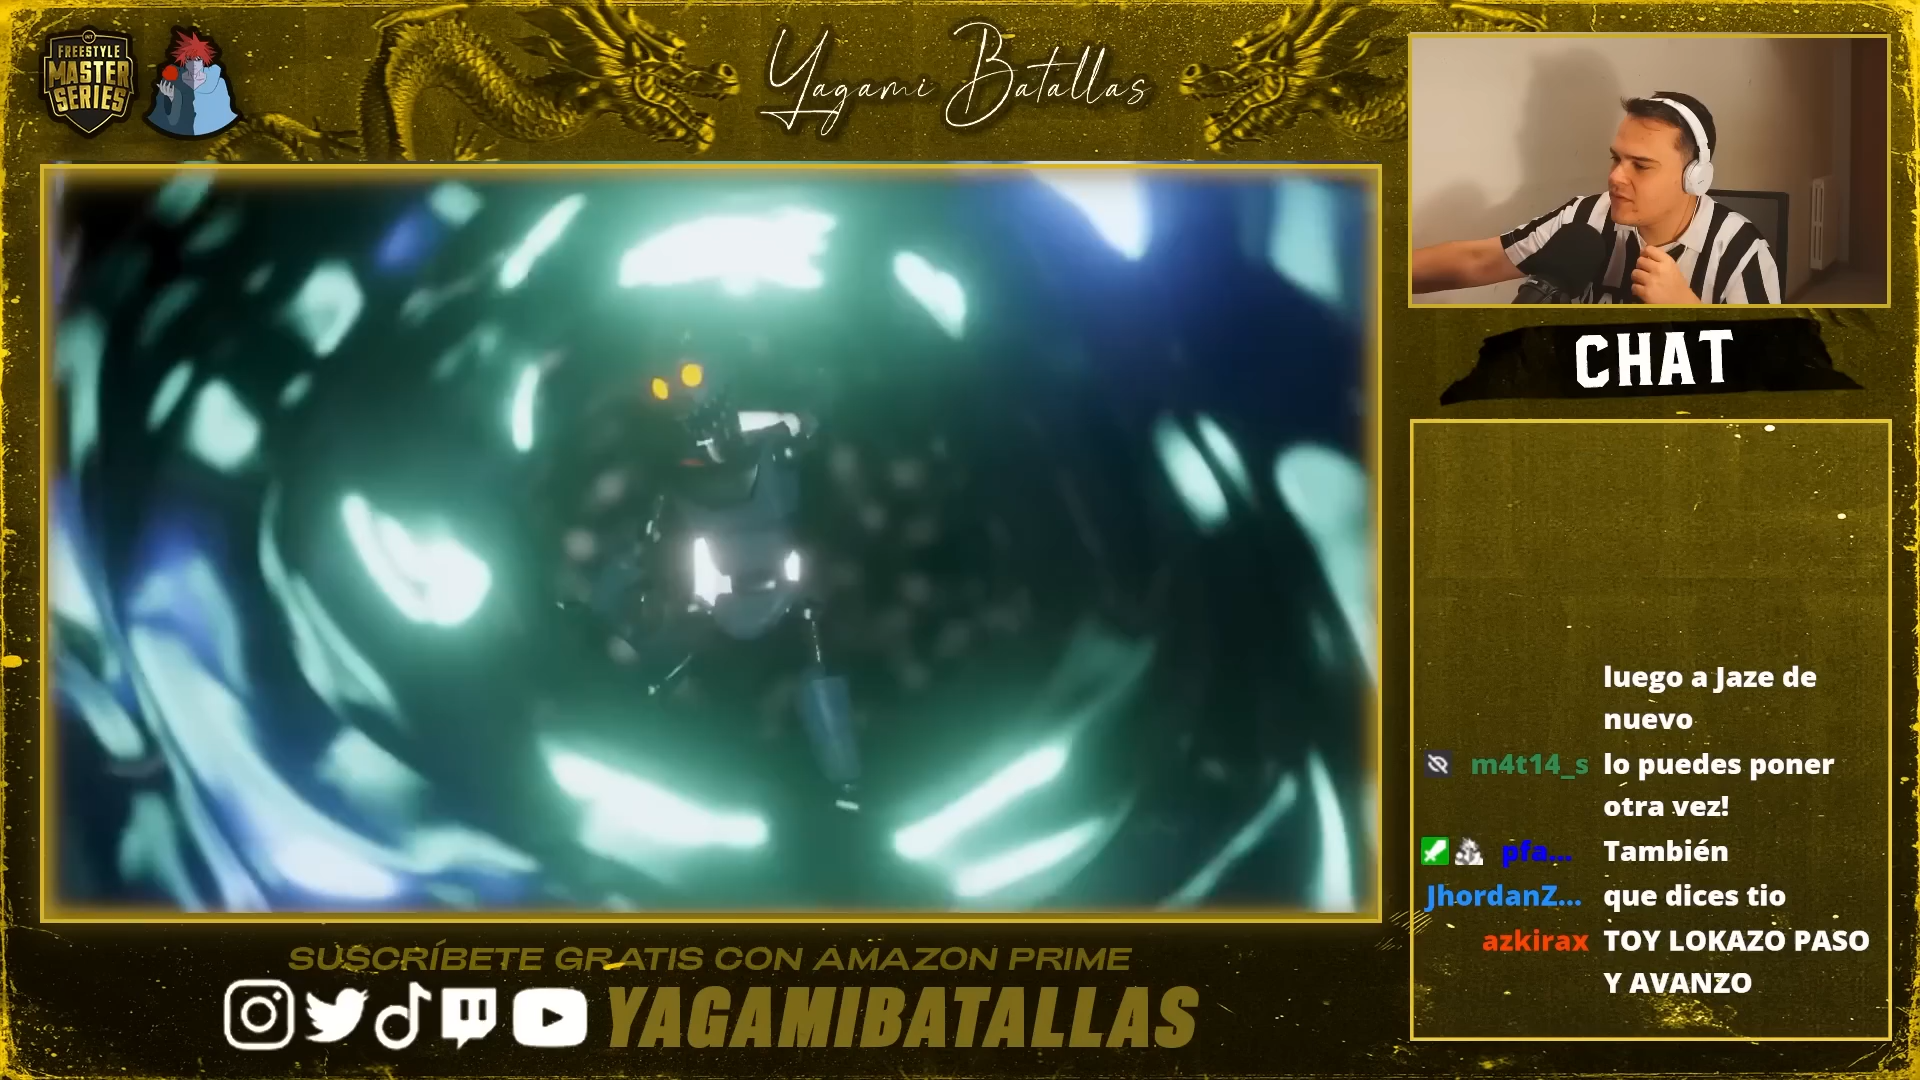 INT
FREESTYLE
MASTER
SERIES
Yagami Batallas
CHAT
luego a Jaze de
nuevo
m4t14_s lo puedes poner
otra vez!
pfa... También
JhordanZ... que dices tio
azkirax TOY LOKAZO PASO
Y AVANZO
SUSCRÍBETE GRATIS CON AMAZON PRIME
YAGAMIBATALLAS